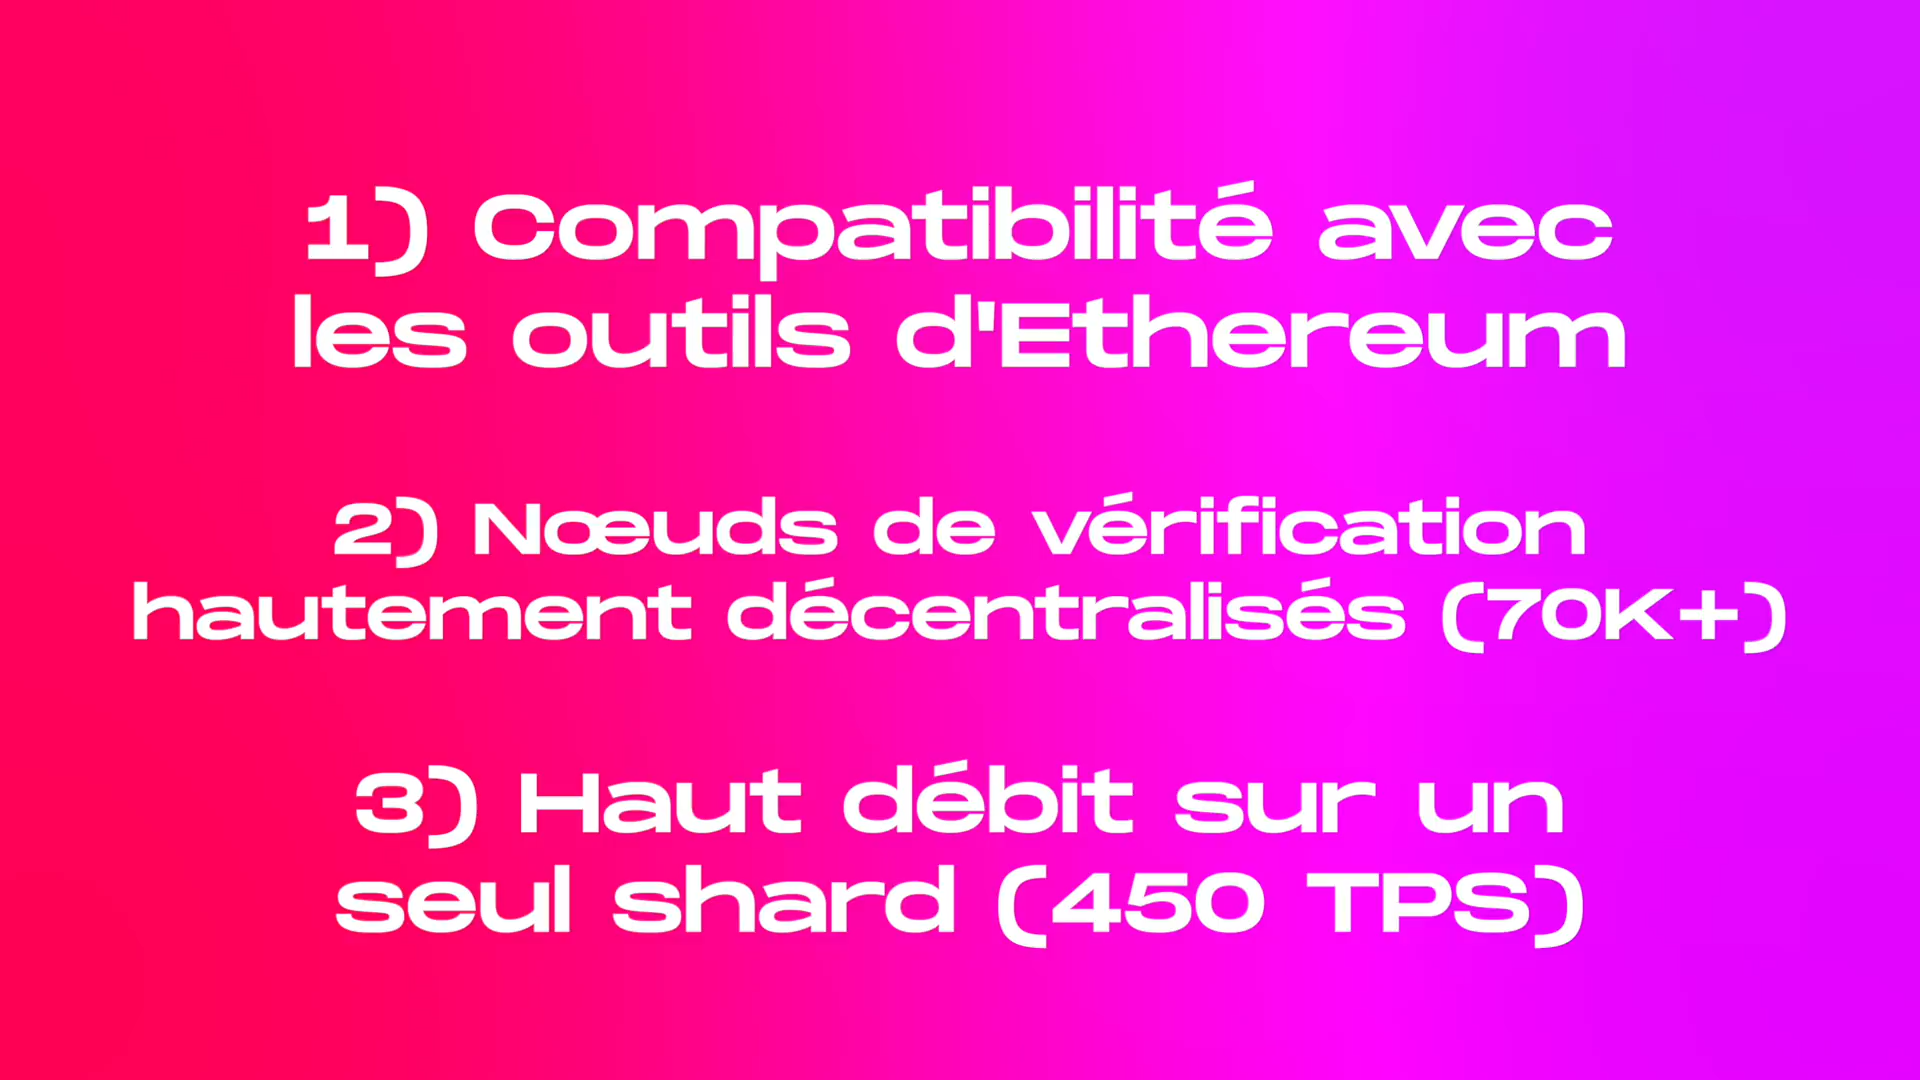 1) Compatibilité avec
les outils d'Ethereum
2) Nœuds de vérification
hautement décentralisés (70K+)
3) Haut débit sur un
seul shard (450 TPS)